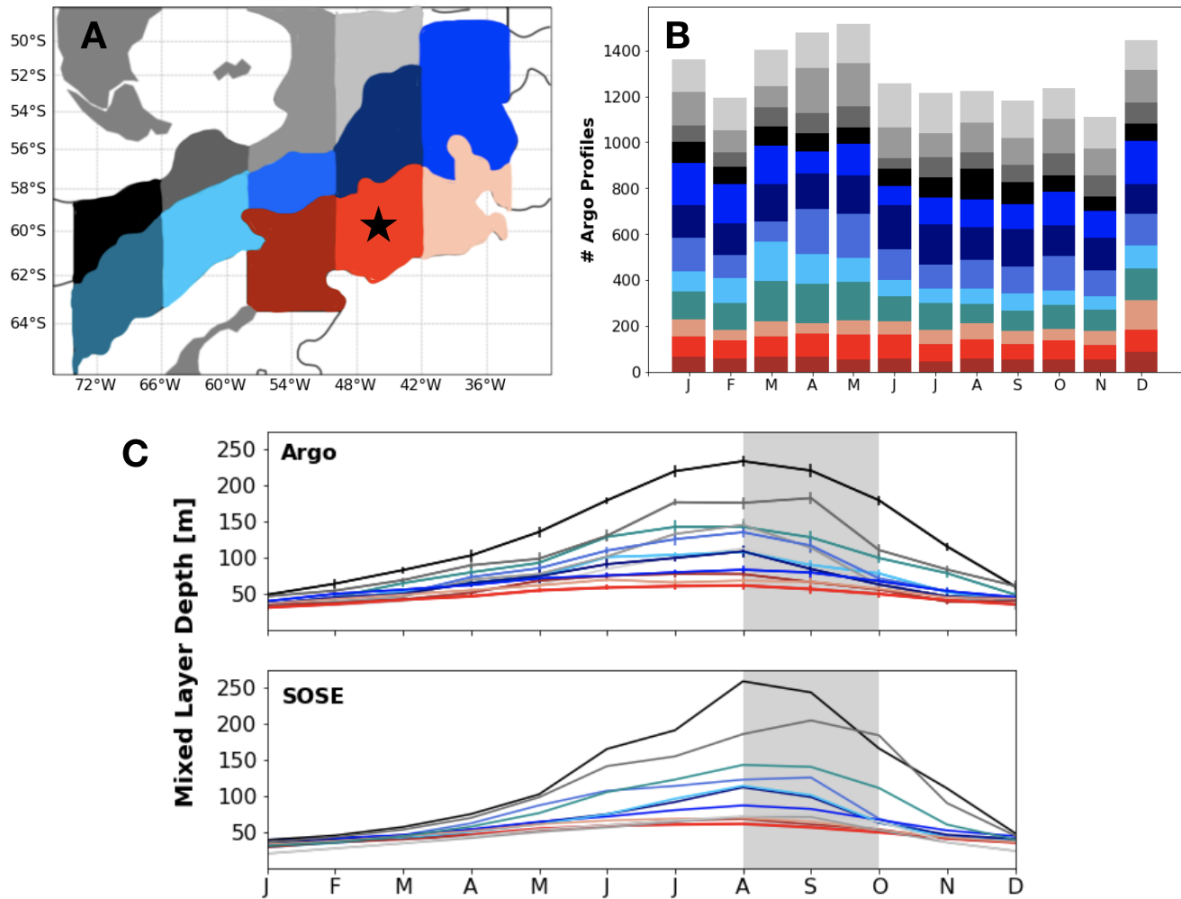 A
50°S
52°S
54°S
56°S
58°S
60°S
62°S
64°S
72°W 66°W 60°W 54°W 48°W 42°W 36°W
B
# Argo Profiles
1400
1200
1000
800
600
400
200
0
J F M A M J J A S O N D
C
Mixed Layer Depth [m]
Argo
250
200
150
100
50
SOSE
250
200
150
100
50
J F M A M J J A S O N D